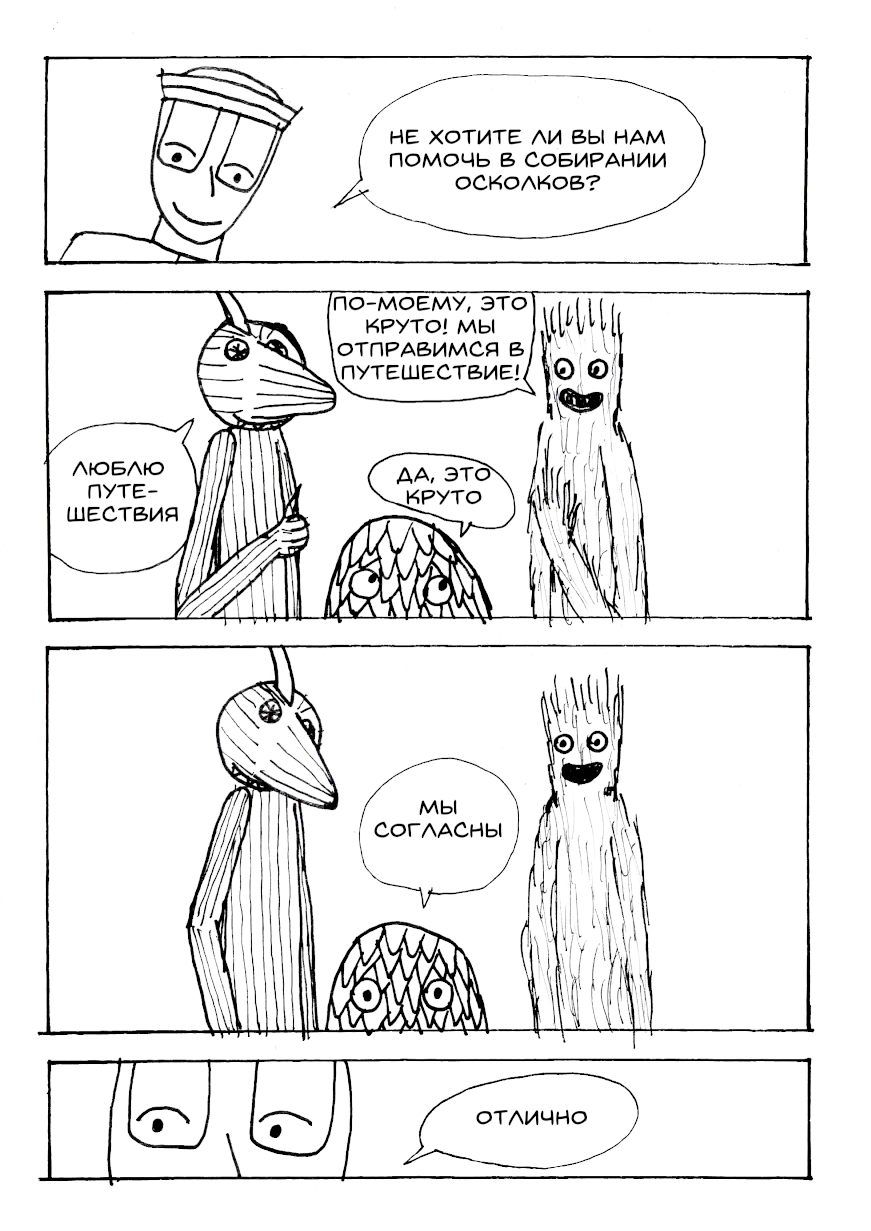 НЕ ХОТИТЕ ЛИ ВЫ НАМ
ПОМОЧЬ В СОБИРАНИИ
ОСКОЛКОВ?
ПО-МОЕМУ, ЭТО
КРУТО! МЫ
ОТПРАВИМСЯ В
ПУТЕШЕСТВИЕ!
ЛЮБЛЮ
ПУТЕ-
ШЕСТВИЯ
ДА, ЭТО
КРУТО
МЫ
СОГЛАСНЫ
ОТЛИЧНО